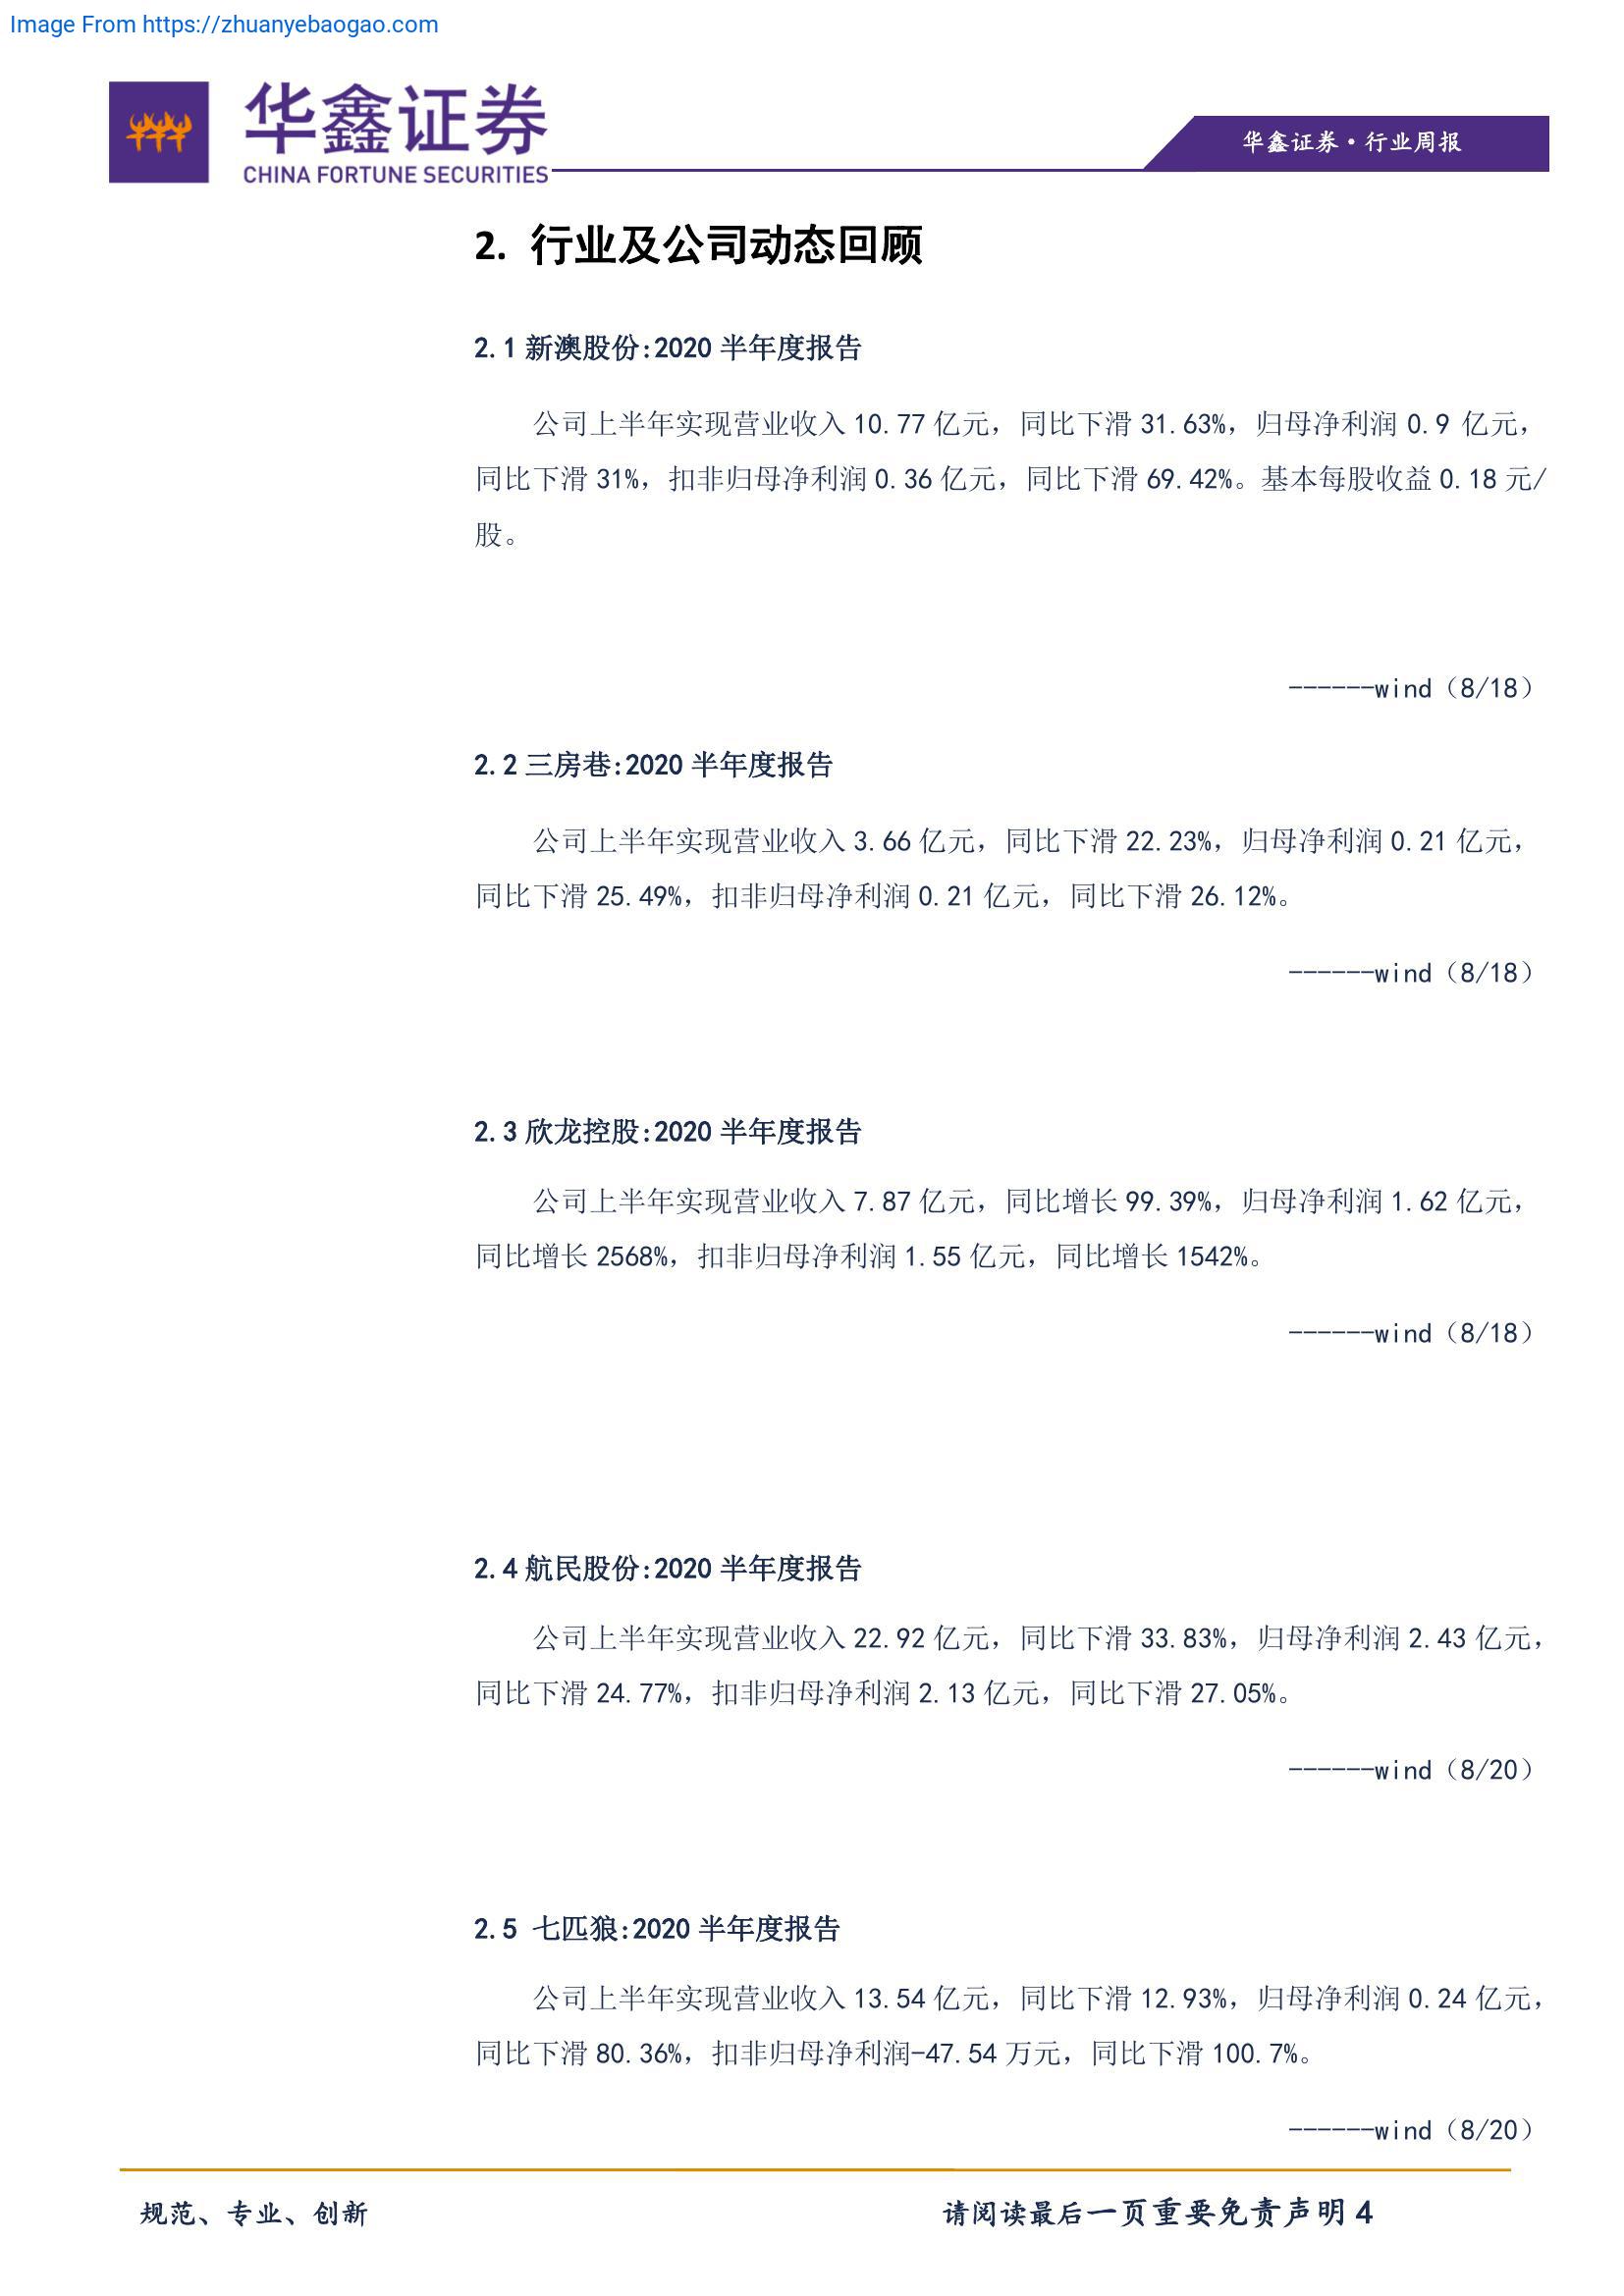 Image From https://zhuanyebaogao.com
华鑫证券
CHINA FORTUNE SECURITIES
华鑫证券·行业周报
2. 行业及公司动态回顾
2.1 新澳股份:2020 半年度报告
公司上半年实现营业收入 10.77 亿元，同比下滑 31.63%，归母净利润 0.9 亿元，
同比下滑 31%，扣非归母净利润 0.36 亿元，同比下滑 69.42%。基本每股收益 0.18 元/
股。
------wind（8/18）
2.2 三房巷:2020 半年度报告
公司上半年实现营业收入 3.66 亿元，同比下滑 22.23%，归母净利润 0.21 亿元，
同比下滑 25.49%，扣非归母净利润 0.21 亿元，同比下滑 26.12%。
------wind（8/18）
2.3 欣龙控股:2020 半年度报告
公司上半年实现营业收入 7.87 亿元，同比增长 99.39%，归母净利润 1.62 亿元，
同比增长 2568%，扣非归母净利润 1.55 亿元，同比增长 1542%。
------wind（8/18）
2.4 航民股份:2020 半年度报告
公司上半年实现营业收入 22.92 亿元，同比下滑 33.83%，归母净利润 2.43 亿元，
同比下滑 24.77%，扣非归母净利润 2.13 亿元，同比下滑 27.05%。
------wind（8/20）
2.5 七匹狼:2020 半年度报告
公司上半年实现营业收入 13.54 亿元，同比下滑 12.93%，归母净利润 0.24 亿元，
同比下滑 80.36%，扣非归母净利润-47.54 万元，同比下滑 100.7%。
------wind（8/20）
规范、专业、创新
请阅读最后一页重要免责声明 4